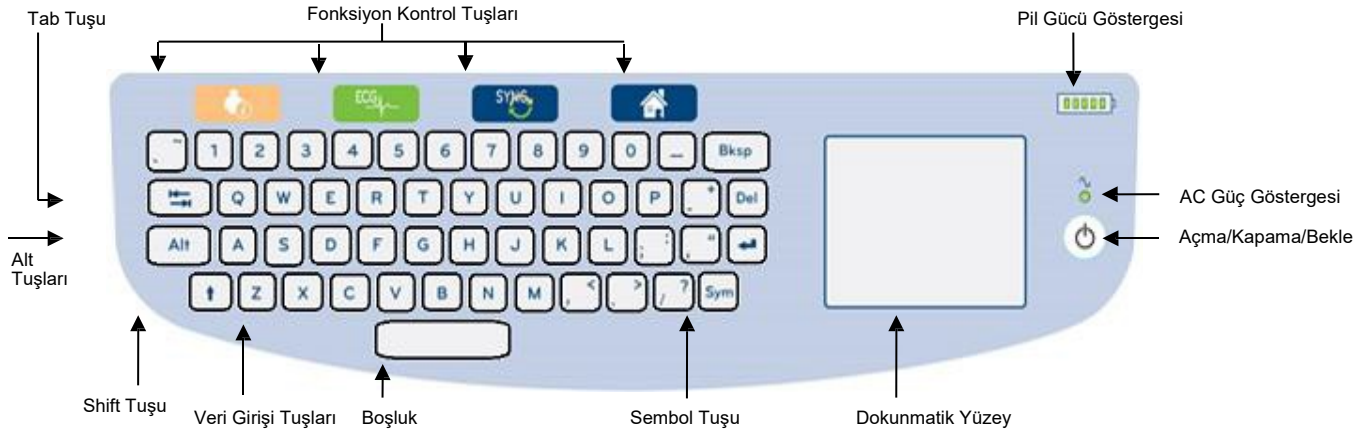 Tab Tuşu
Fonksiyon Kontrol Tuşları
Pil Gücü Göstergesi
ECG
SYNC
~ 1 2 3 4 5 6 7 8 9 0 _ Bksp
Q W E R T Y U I O P + - Del
Alt A S D F G H J K L : ; " ,
Z X C V B N M , < . > / ? Sym
AC Güç Göstergesi
Açma/Kapama/Bekle
Alt
Tuşları
Shift Tuşu
Veri Girişi Tuşları
Boşluk
Sembol Tuşu
Dokunmatik Yüzey